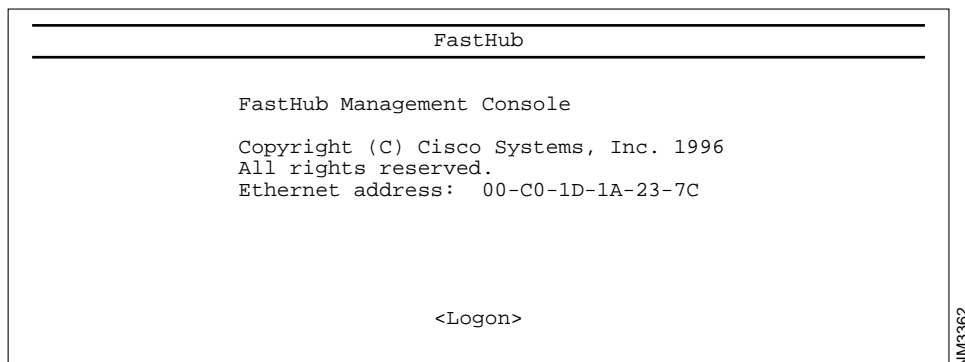 FastHub
FastHub Management Console
Copyright (C) Cisco Systems, Inc. 1996
All rights reserved.
Ethernet address:  00-C0-1D-1A-23-7C
<Logon>
NM3362